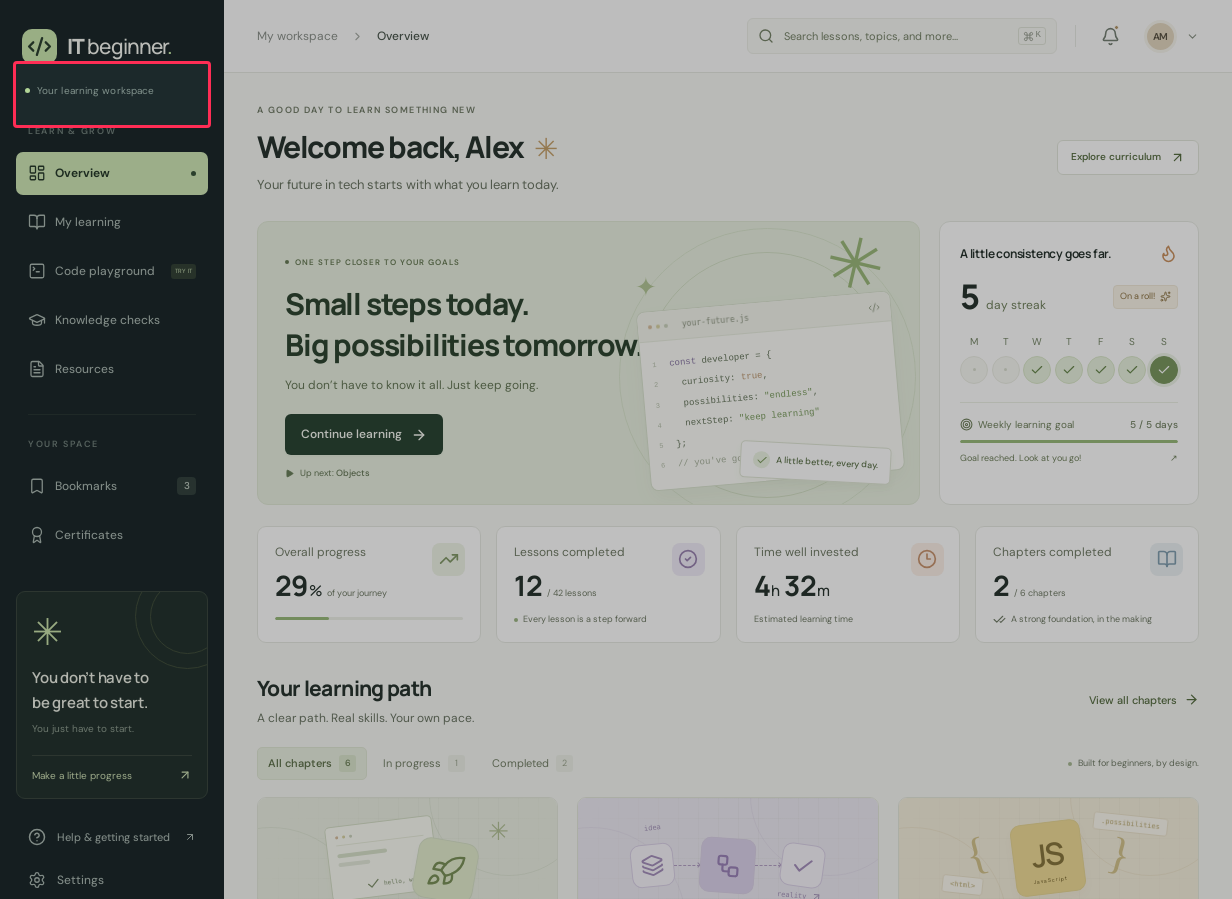 IT beginner.
Your learning workspace
LEARN & GROW
Overview
My learning
Code playground
TRY IT
Knowledge checks
Resources
YOUR SPACE
Bookmarks
3
Certificates
You don't have to
be great to start.
You just have to start.
Make a little progress
Help & getting started
Settings
My workspace
Overview
Search lessons, topics, and more...
⌘ K
AM
A GOOD DAY TO LEARN SOMETHING NEW
Welcome back, Alex
Your future in tech starts with what you learn today.
Explore curriculum
ONE STEP CLOSER TO YOUR GOALS
Small steps today.
Big possibilities tomorrow.
You don't have to know it all. Just keep going.
Continue learning
Up next: Objects
your-future.js
</>
1 const developer = {
2 curiosity: true,
3 possibilities: "endless",
4 nextStep: "keep learning"
5 };
6 // you've go
A little better, every day.
A little consistency goes far.
5 day streak
On a roll!
M T W T F S S
Weekly learning goal
5 / 5 days
Goal reached. Look at you go!
Overall progress
29% of your journey
Lessons completed
12 / 42 lessons
Every lesson is a step forward
Time well invested
4h 32m
Estimated learning time
Chapters completed
2 / 6 chapters
A strong foundation, in the making
Your learning path
A clear path. Real skills. Your own pace.
View all chapters
All chapters 6
In progress 1
Completed 2
Built for beginners, by design.
hello, w
idea
reality
.possibilities
{ JS }
JavaScript
<html>